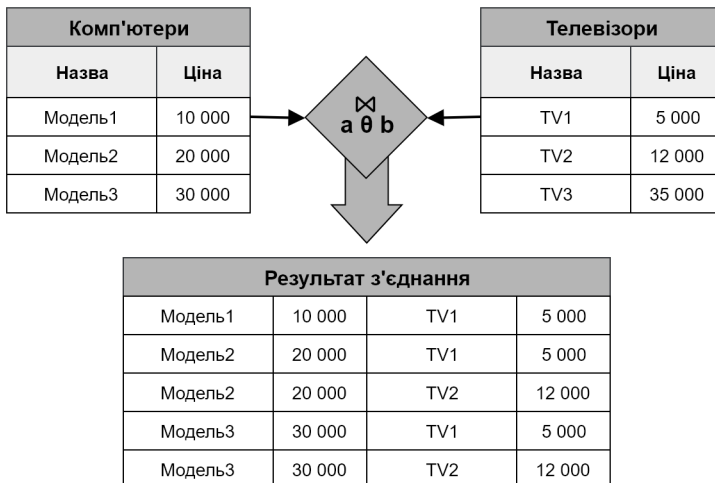 Комп'ютери
Назва Ціна
Модель1 10 000
Модель2 20 000
Модель3 30 000
⋈
a θ b
Телевізори
Назва Ціна
TV1 5 000
TV2 12 000
TV3 35 000
Результат з'єднання
Модель1 10 000 TV1 5 000
Модель2 20 000 TV1 5 000
Модель2 20 000 TV2 12 000
Модель3 30 000 TV1 5 000
Модель3 30 000 TV2 12 000